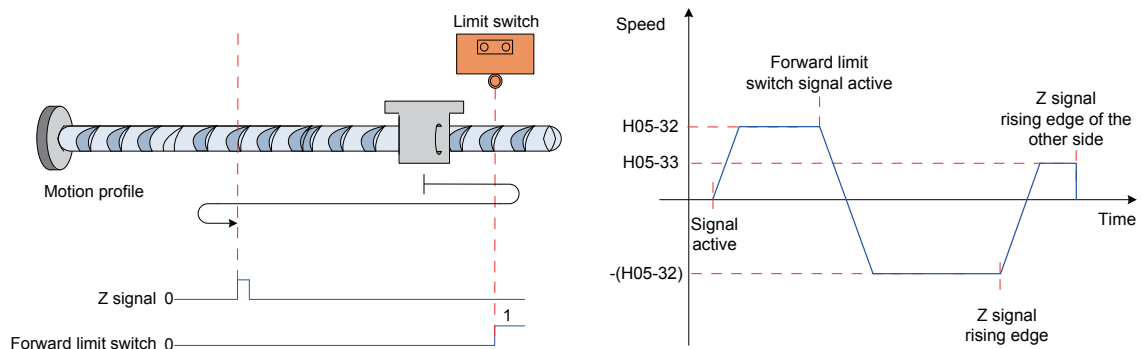 Limit switch
Motion profile
Z signal 0
1
Forward limit switch 0
Speed
Forward limit
switch signal active
Z signal
rising edge of the
other side
H05-32
H05-33
Signal
active
Time
-(H05-32)
Z signal
rising edge